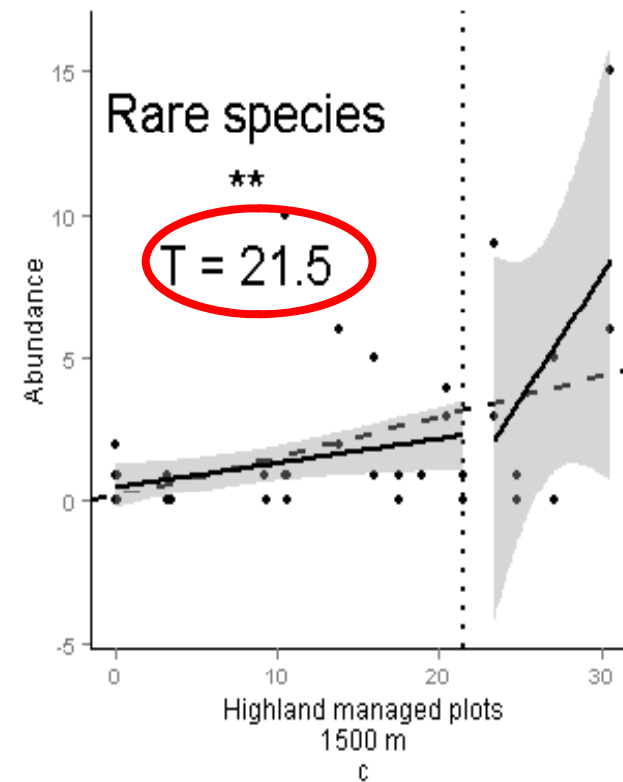 15
Rare species
**
10
T = 21.5
Abundance
5
0
-5
0 10 20 30
Highland managed plots
1500 m
c